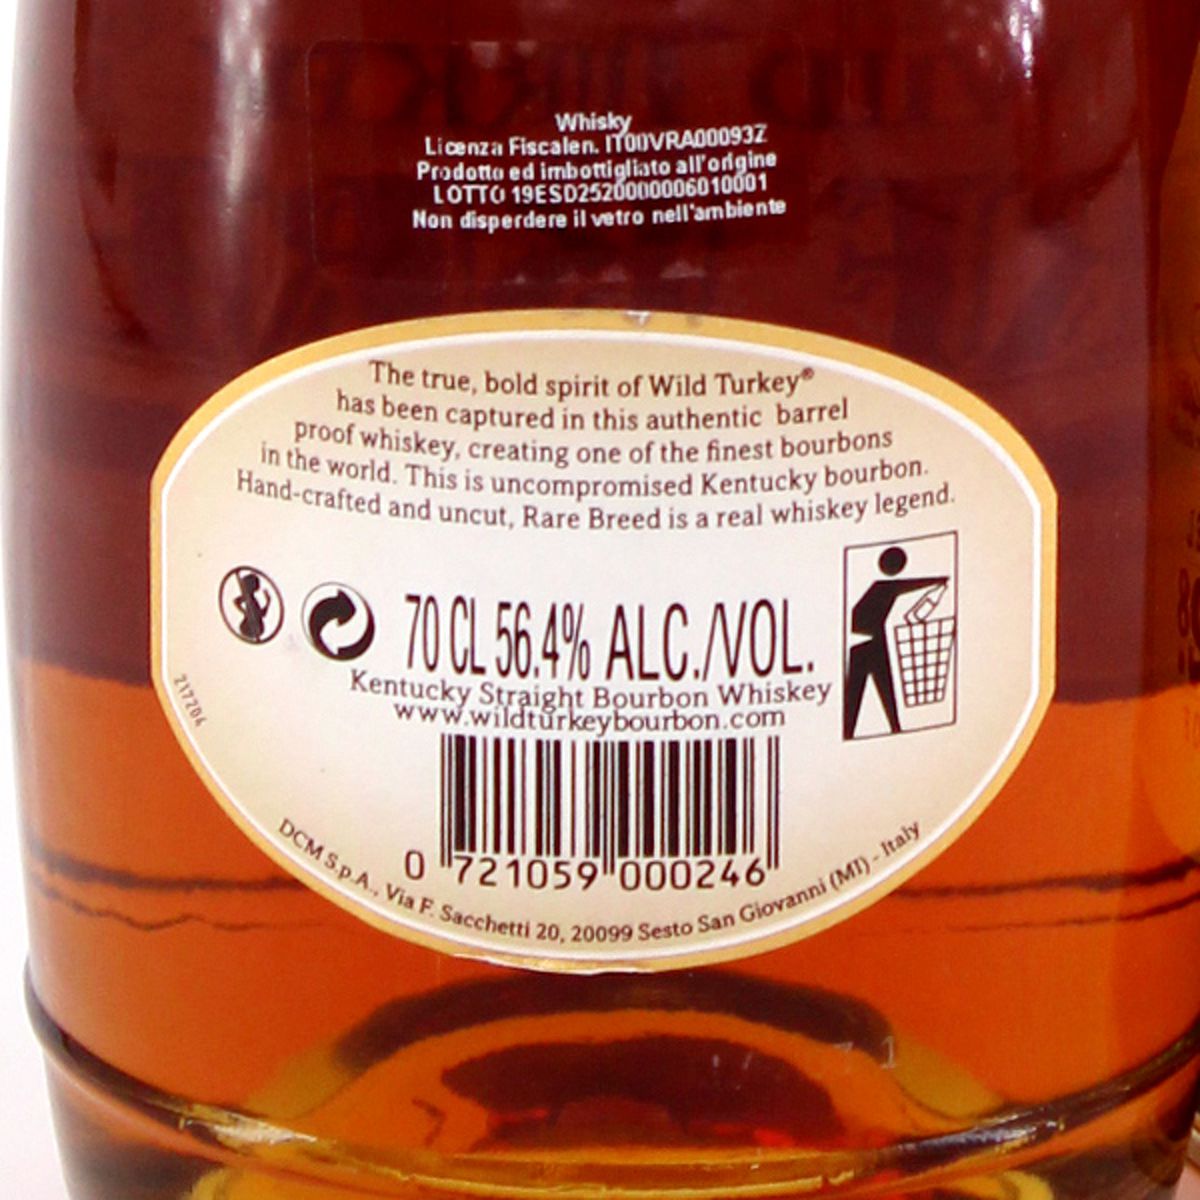 Whisky
Licenza Fiscalen. IT00VRA00093Z
Prodotto ed imbottigliato all'origine
LOTTO 19ESD2520000006010001
Non disperdere il vetro nell'ambiente
The true, bold spirit of Wild Turkey®
has been captured in this authentic barrel
proof whiskey, creating one of the finest bourbons
in the world. This is uncompromised Kentucky bourbon.
Hand-crafted and uncut, Rare Breed is a real whiskey legend.
70 CL 56.4% ALC./VOL.
Kentucky Straight Bourbon Whiskey
www.wildturkeybourbon.com
217204
0 721059 000246
DCM S.p.A., Via F. Sacchetti 20, 20099 Sesto San Giovanni (MI) - Italy